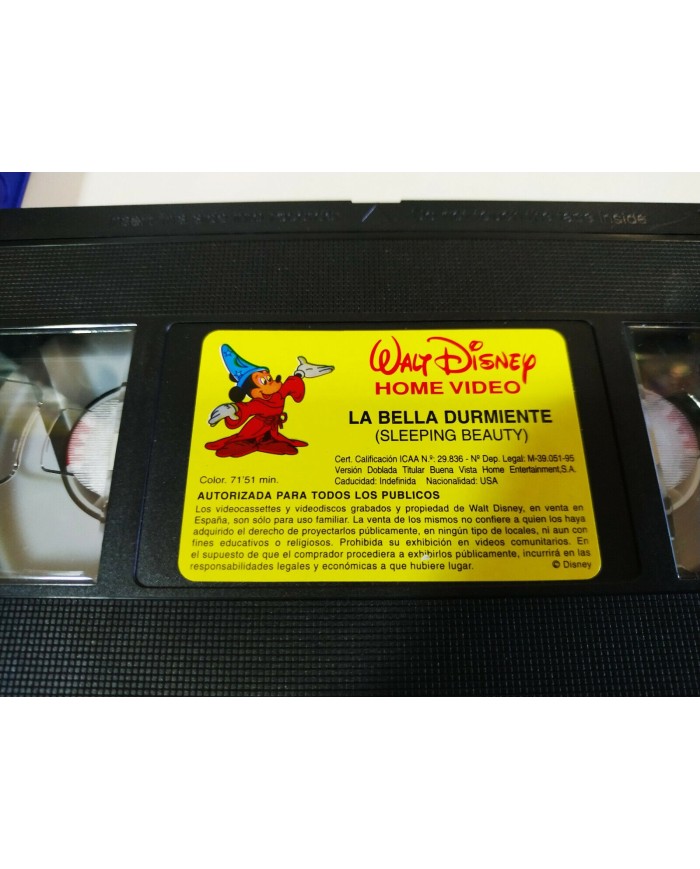 inside
WALT DISNEY
HOME VIDEO
LA BELLA DURMIENTE
(SLEEPING BEAUTY)
Cert. Calificación ICAA N.º: 29.836 - Nº Dep. Legal: M-39.051-95
Versión Doblada Titular Buena Vista Home Entertainment,S.A.
Color. 71'51 min.
Caducidad: Indefinida Nacionalidad: USA
AUTORIZADA PARA TODOS LOS PUBLICOS
Los videocassettes y videodiscos grabados y propiedad de Walt Disney, en venta en
España, son sólo para uso familiar. La venta de los mismos no confiere a quien los haya
adquirido el derecho de proyectarlos públicamente, en ningún tipo de locales, ni aun con
fines educativos o religiosos. Prohibida su exhibición en videos comunitarios. En
el supuesto de que el comprador procediera a exhibirlos públicamente, incurrirá en las
responsabilidades legales y económicas a que hubiere lugar.
© Disney